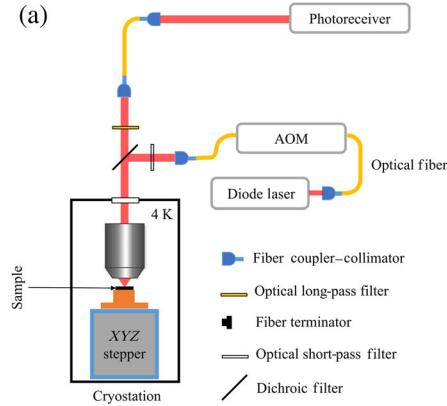 (a)
Photoreceiver
AOM
Optical fiber
Diode laser
4 K
Sample
XYZ
stepper
Cryostation
Fiber coupler–collimator
Optical long-pass filter
Fiber terminator
Optical short-pass filter
Dichroic filter